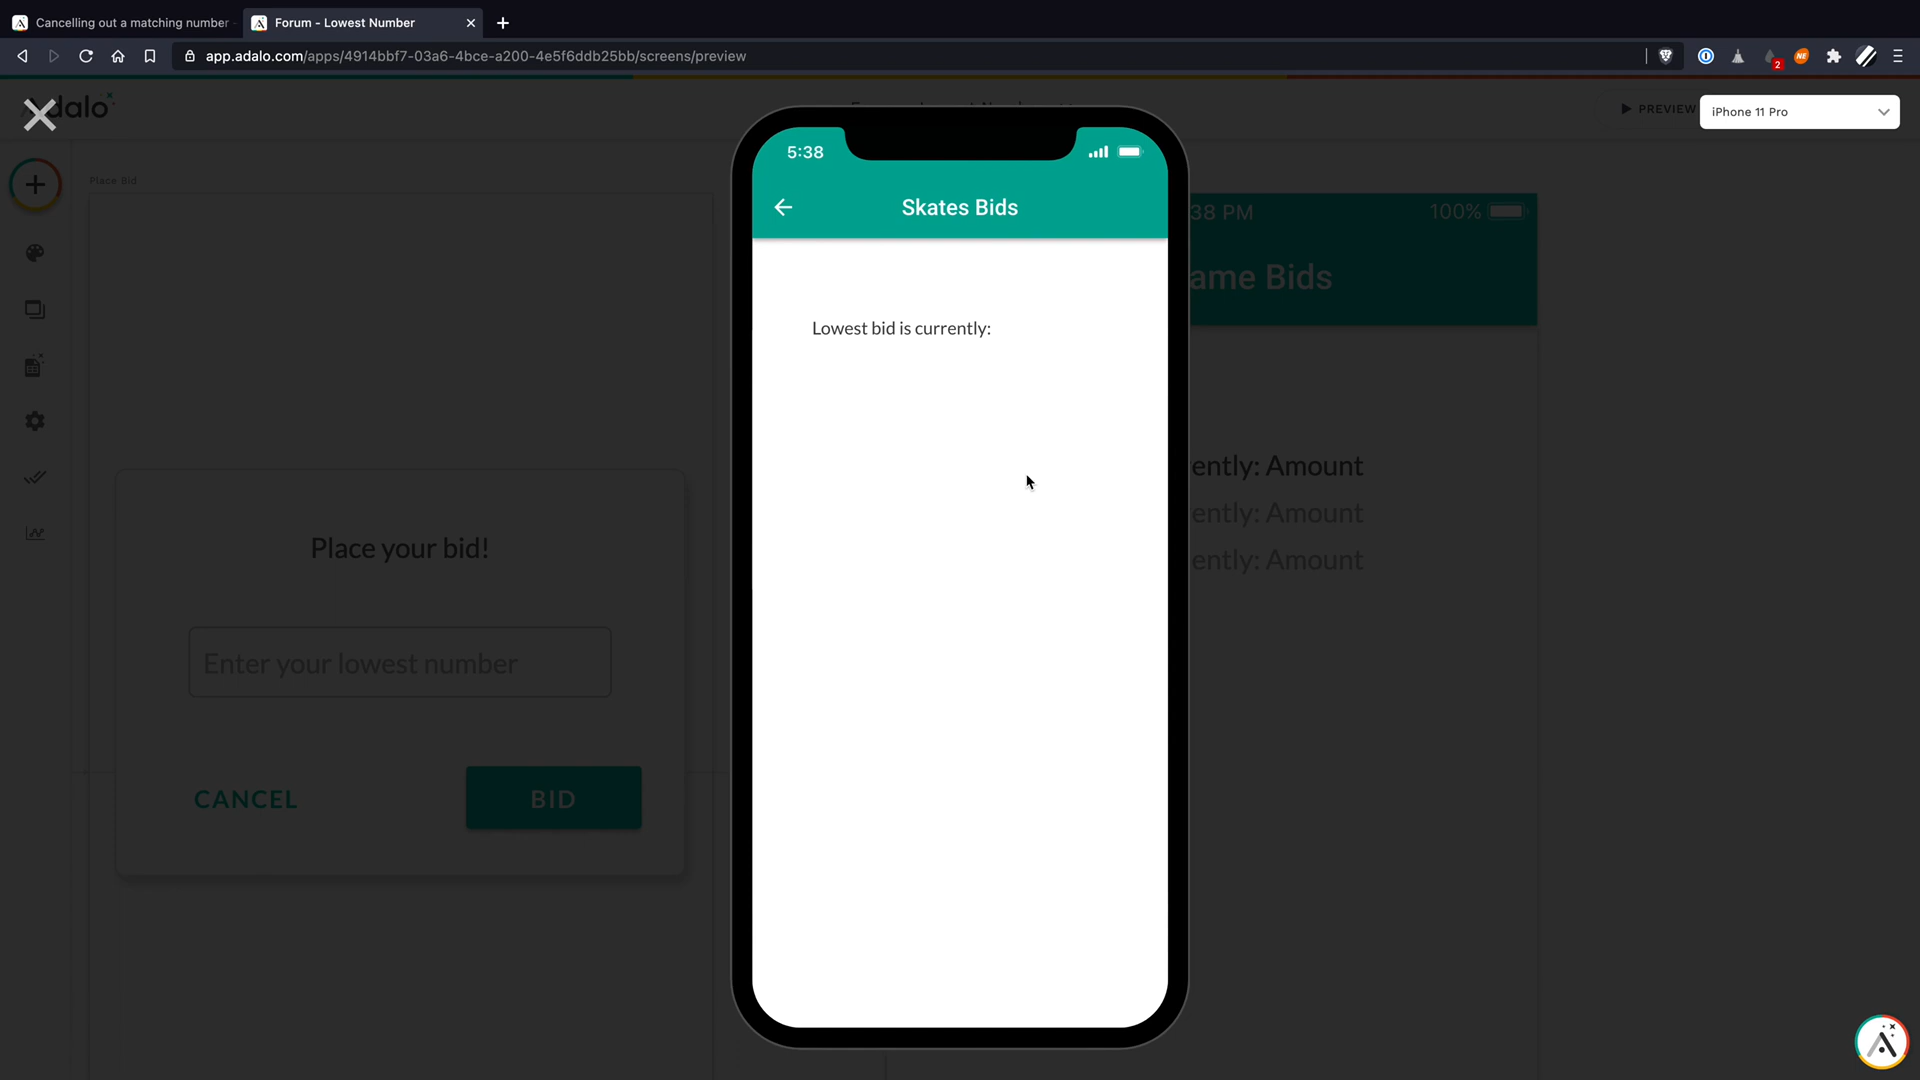 Cancelling out a matching number
Forum - Lowest Number
app.adalo.com/apps/4914bbf7-03a6-4bce-a200-4e5f6ddb25bb/screens/preview
2
NE
dalo
PREVIEW
iPhone 11 Pro
Place Bid
5:38
Skates Bids
Lowest bid is currently:
38 PM
100%
ame Bids
ently: Amount
ently: Amount
ently: Amount
Place your bid!
Enter your lowest number
CANCEL
BID